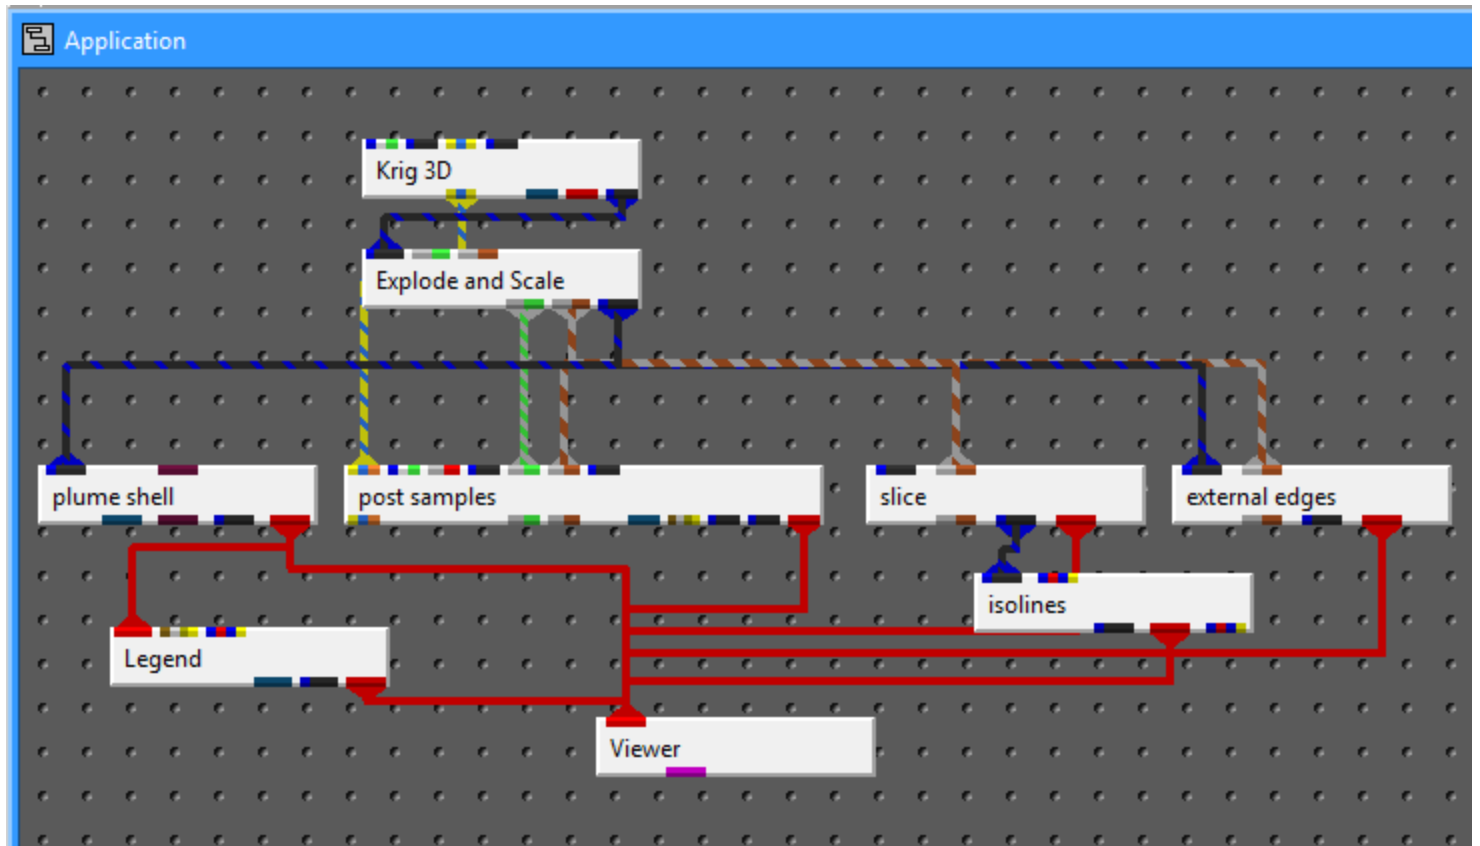 Application
Krig 3D
Explode and Scale
plume shell
post samples
slice
external edges
isolines
Legend
Viewer